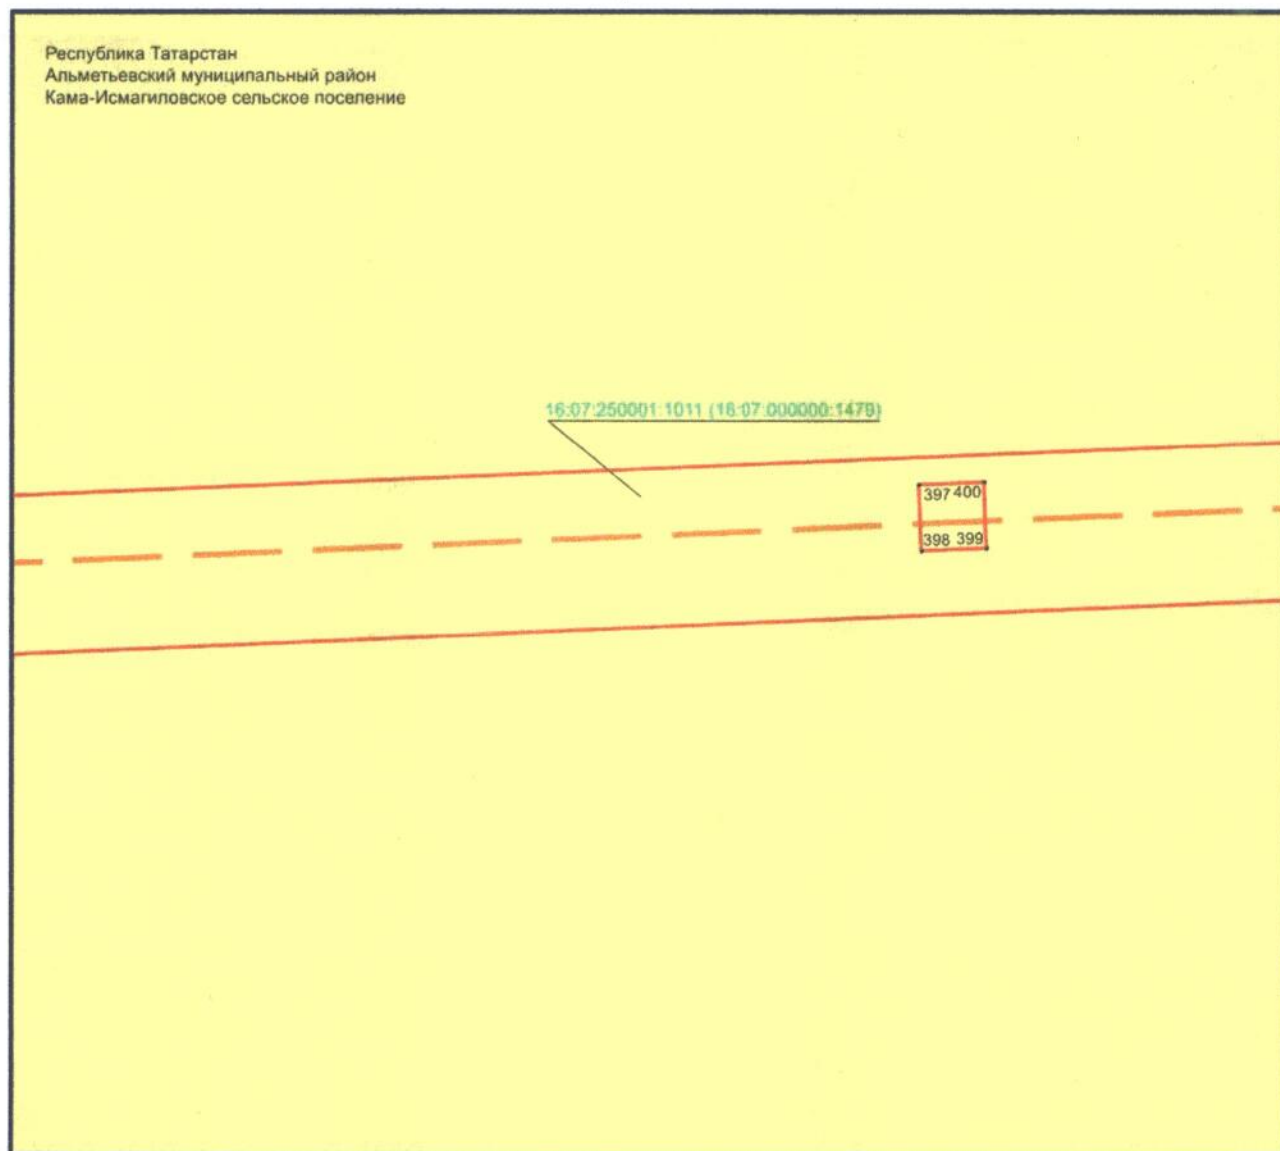 Республика Татарстан
Альметьевский муниципальный район
Кама-Исмагиловское сельское поселение
16:07:250001:1011 (16:07:000000:1479)
397 400
398 399